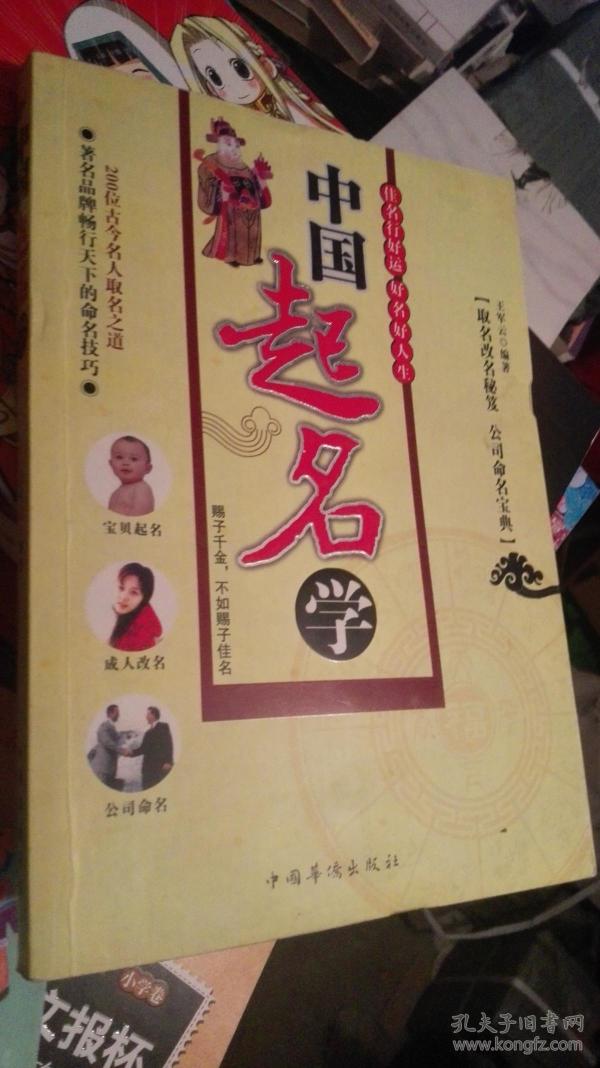 中国起名学
佳名行好运 好名好人生
王军云◎编著
【取名改名秘笈 公司命名宝典】
赐子千金，不如赐子佳名
200位古今名人取名之道
●著名品牌畅行天下的命名技巧●
宝贝起名
成人改名
公司命名
中国华侨出版社
小学卷
文报杯
孔夫子旧书网
www.kongfz.com